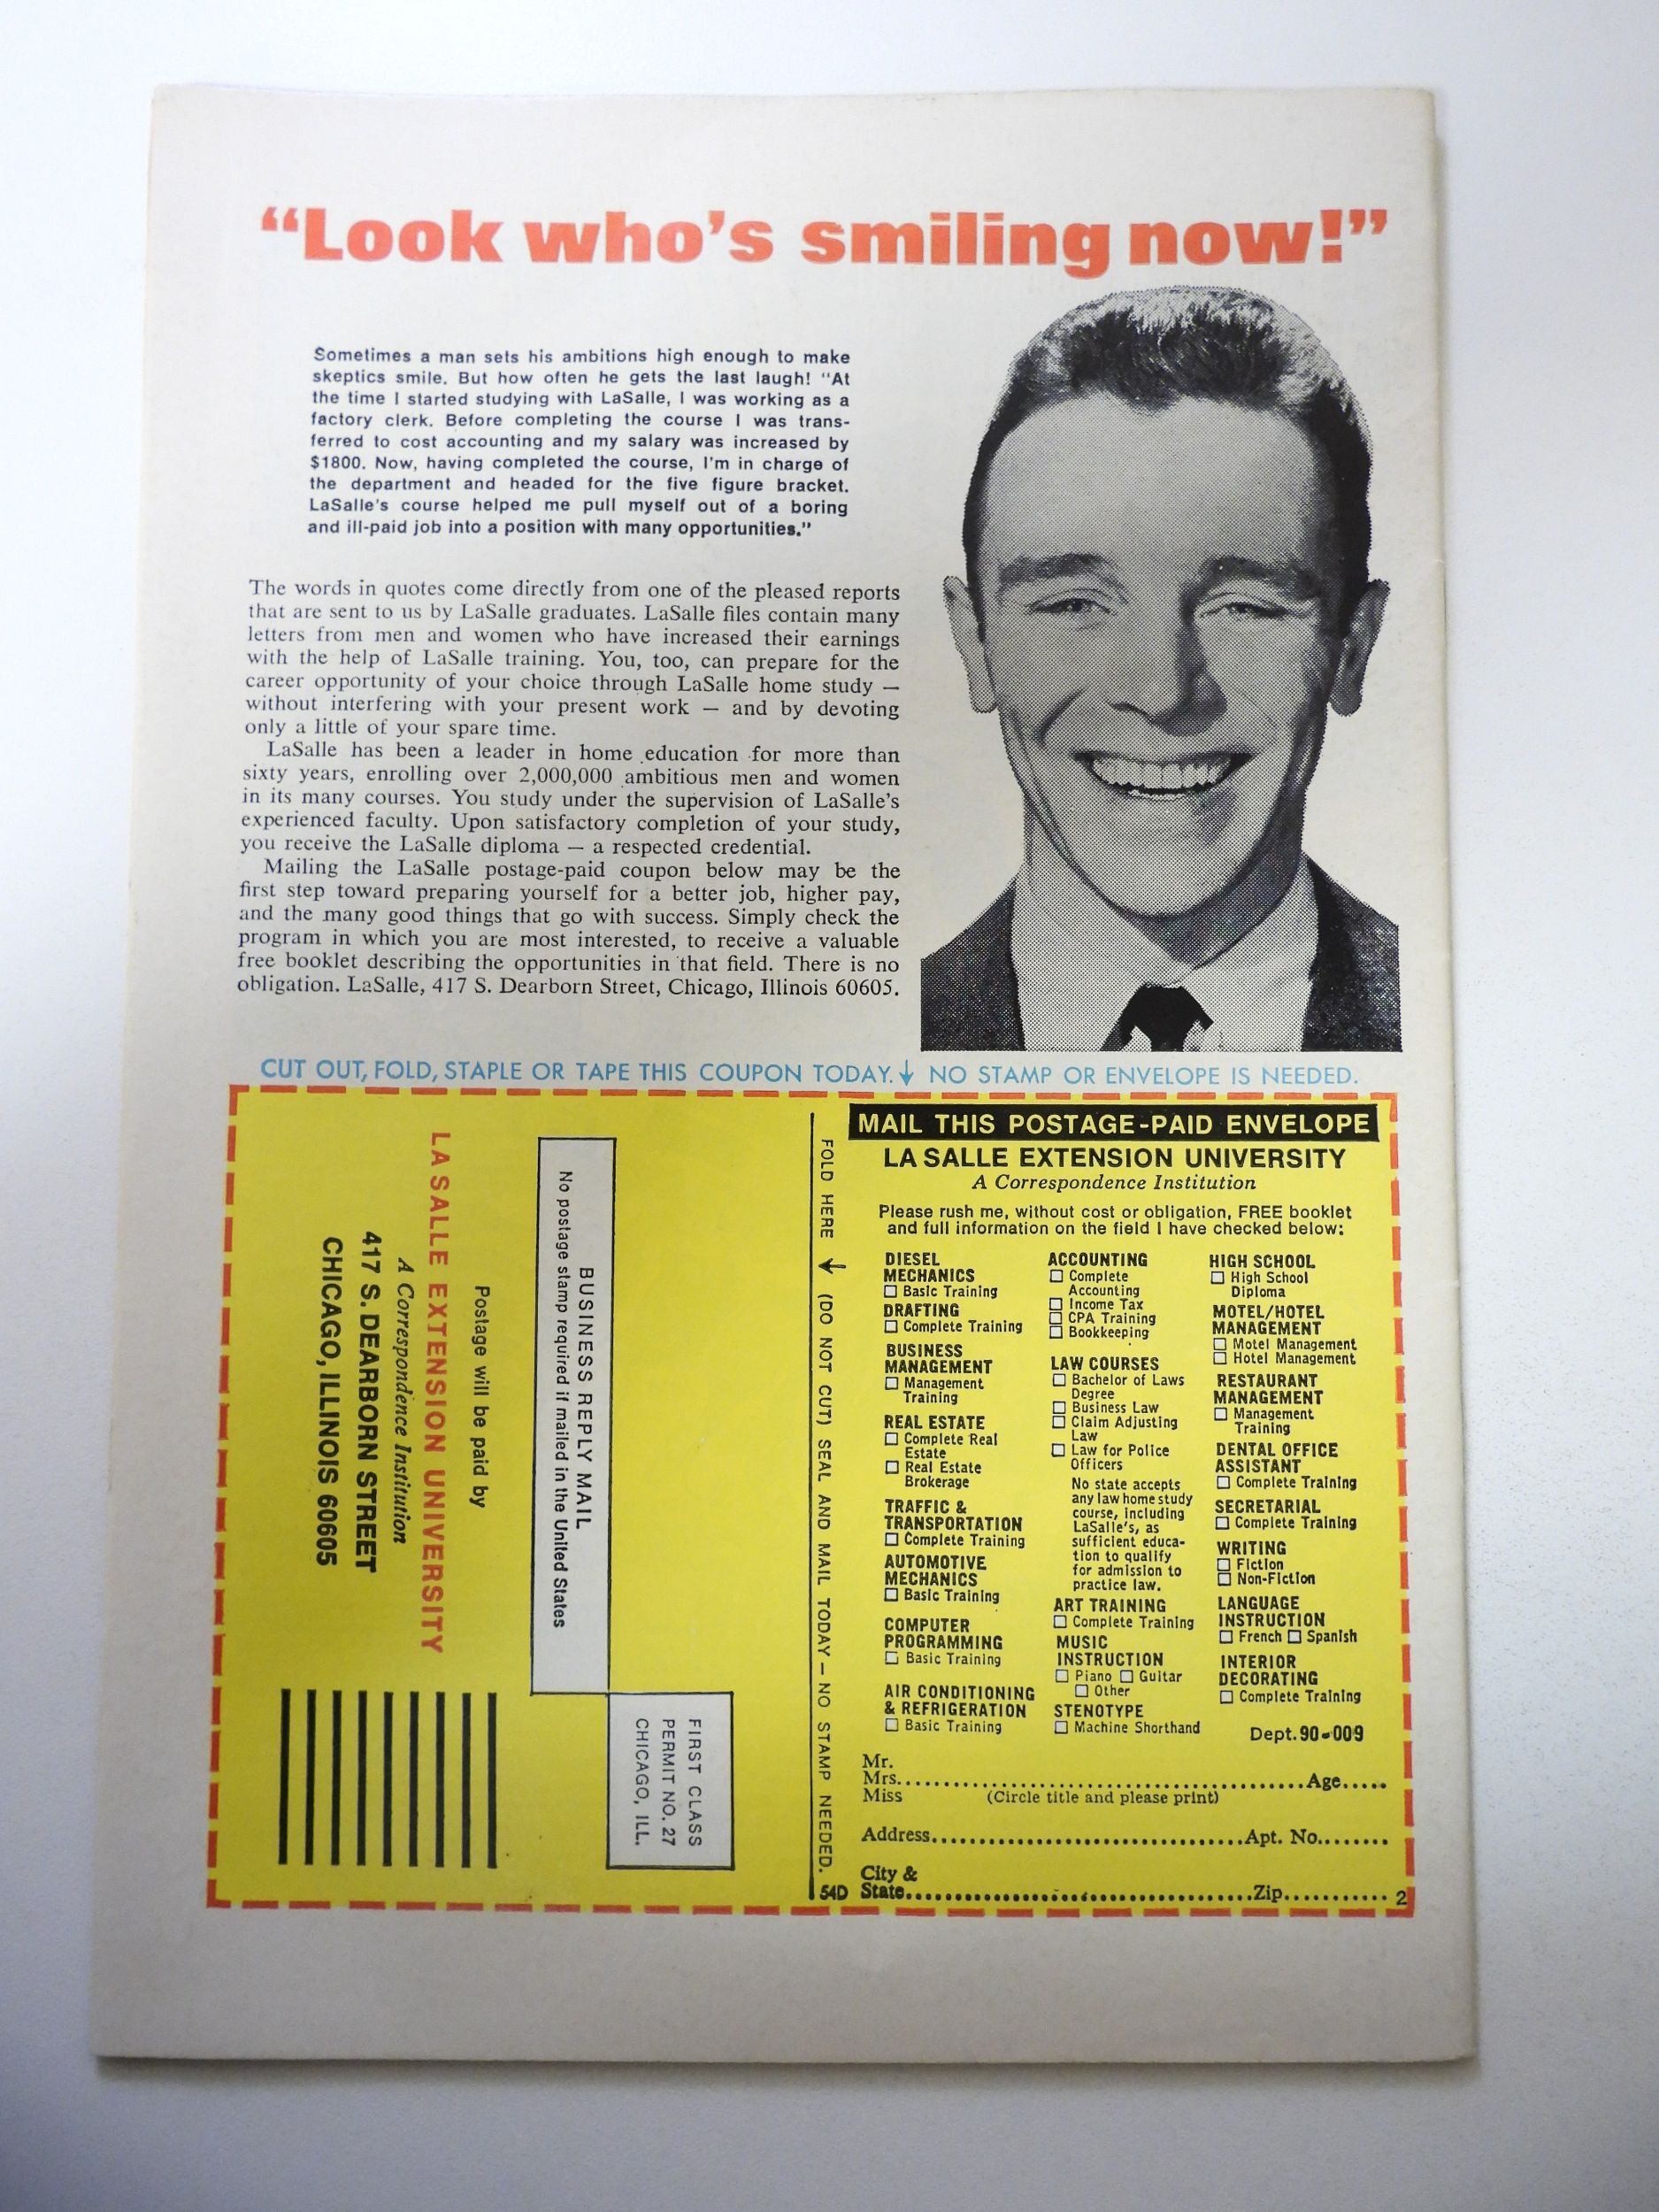 “Look who's smiling now!”
Sometimes a man sets his ambitions high enough to make
skeptics smile. But how often he gets the last laugh! “At
the time I started studying with LaSalle, I was working as a
factory clerk. Before completing the course I was trans-
ferred to cost accounting and my salary was increased by
$1800. Now, having completed the course, I'm in charge of
the department and headed for the five figure bracket.
LaSalle's course helped me pull myself out of a boring
and ill-paid job into a position with many opportunities.”
The words in quotes come directly from one of the pleased reports
that are sent to us by LaSalle graduates. LaSalle files contain many
letters from men and women who have increased their earnings
with the help of LaSalle training. You, too, can prepare for the
career opportunity of your choice through LaSalle home study —
without interfering with your present work — and by devoting
only a little of your spare time.
LaSalle has been a leader in home education for more than
sixty years, enrolling over 2,000,000 ambitious men and women
in its many courses. You study under the supervision of LaSalle's
experienced faculty. Upon satisfactory completion of your study,
you receive the LaSalle diploma — a respected credential.
Mailing the LaSalle postage-paid coupon below may be the
first step toward preparing yourself for a better job, higher pay,
and the many good things that go with success. Simply check the
program in which you are most interested, to receive a valuable
free booklet describing the opportunities in that field. There is no
obligation. LaSalle, 417 S. Dearborn Street, Chicago, Illinois 60605.
CUT OUT, FOLD, STAPLE OR TAPE THIS COUPON TODAY.↓ NO STAMP OR ENVELOPE IS NEEDED.
FIRST CLASS
PERMIT NO. 27
CHICAGO, ILL.
BUSINESS REPLY MAIL
No postage stamp required if mailed in the United States
Postage will be paid by
LA SALLE EXTENSION UNIVERSITY
A Correspondence Institution
417 S. DEARBORN STREET
CHICAGO, ILLINOIS 60605
FOLD HERE ↓ (DO NOT CUT) SEAL AND MAIL TODAY — NO STAMP NEEDED.
54D
MAIL THIS POSTAGE-PAID ENVELOPE
LA SALLE EXTENSION UNIVERSITY
A Correspondence Institution
Please rush me, without cost or obligation, FREE booklet
and full information on the field I have checked below:
DIESEL
MECHANICS
☐ Basic Training
DRAFTING
☐ Complete Training
BUSINESS
MANAGEMENT
☐ Management
Training
REAL ESTATE
☐ Complete Real
Estate
☐ Real Estate
Brokerage
TRAFFIC &
TRANSPORTATION
☐ Complete Training
AUTOMOTIVE
MECHANICS
☐ Basic Training
COMPUTER
PROGRAMMING
☐ Basic Training
AIR CONDITIONING
& REFRIGERATION
☐ Basic Training
ACCOUNTING
☐ Complete
Accounting
☐ Income Tax
☐ CPA Training
☐ Bookkeeping
LAW COURSES
☐ Bachelor of Laws
Degree
☐ Business Law
☐ Claim Adjusting
Law
☐ Law for Police
Officers
No state accepts
any law home study
course, including
LaSalle's, as
sufficient educa-
tion to qualify
for admission to
practice law.
ART TRAINING
☐ Complete Training
MUSIC
INSTRUCTION
☐ Piano ☐ Guitar
☐ Other
STENOTYPE
☐ Machine Shorthand
HIGH SCHOOL
☐ High School
Diploma
MOTEL/HOTEL
MANAGEMENT
☐ Motel Management
☐ Hotel Management
RESTAURANT
MANAGEMENT
☐ Management
Training
DENTAL OFFICE
ASSISTANT
☐ Complete Training
SECRETARIAL
☐ Complete Training
WRITING
☐ Fiction
☐ Non-Fiction
LANGUAGE
INSTRUCTION
☐ French ☐ Spanish
INTERIOR
DECORATING
☐ Complete Training
Dept. 90-009
Mr.
Mrs. ........ Age.....
Miss (Circle title and please print)
Address........ Apt. No........
City &
State........ Zip........ 2